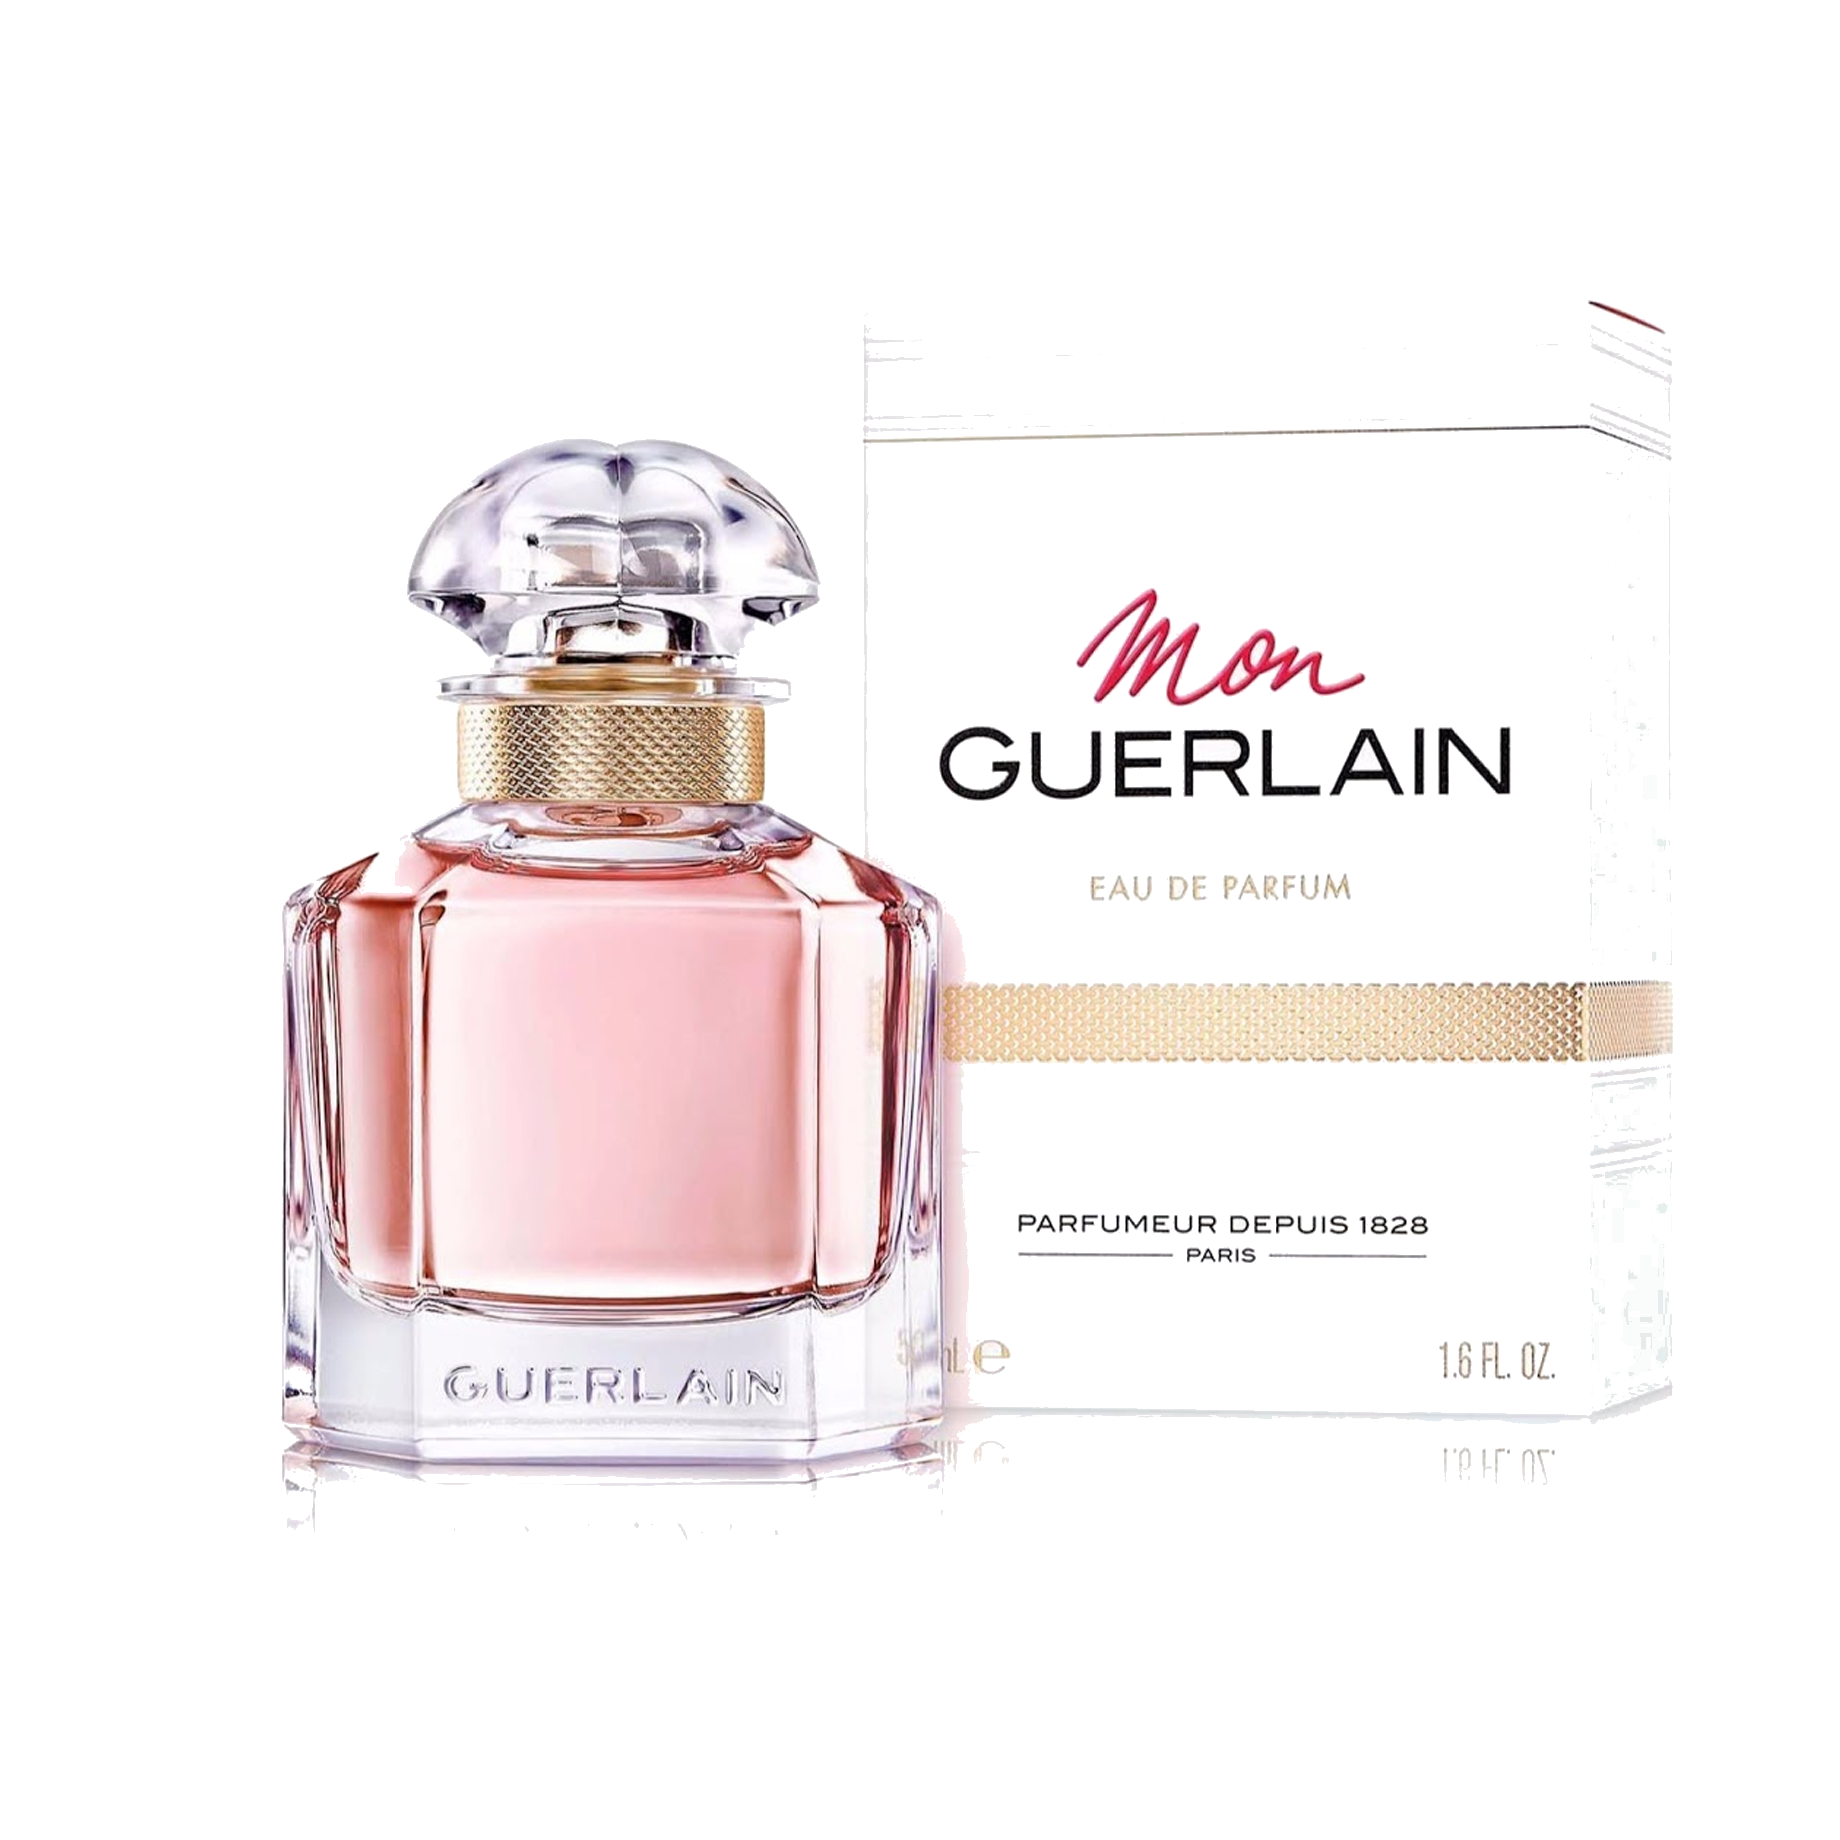 Mon
GUERLAIN
EAU DE PARFUM
PARFUMEUR DEPUIS 1828
PARIS
e
1.6 FL. OZ.
GUERLAIN